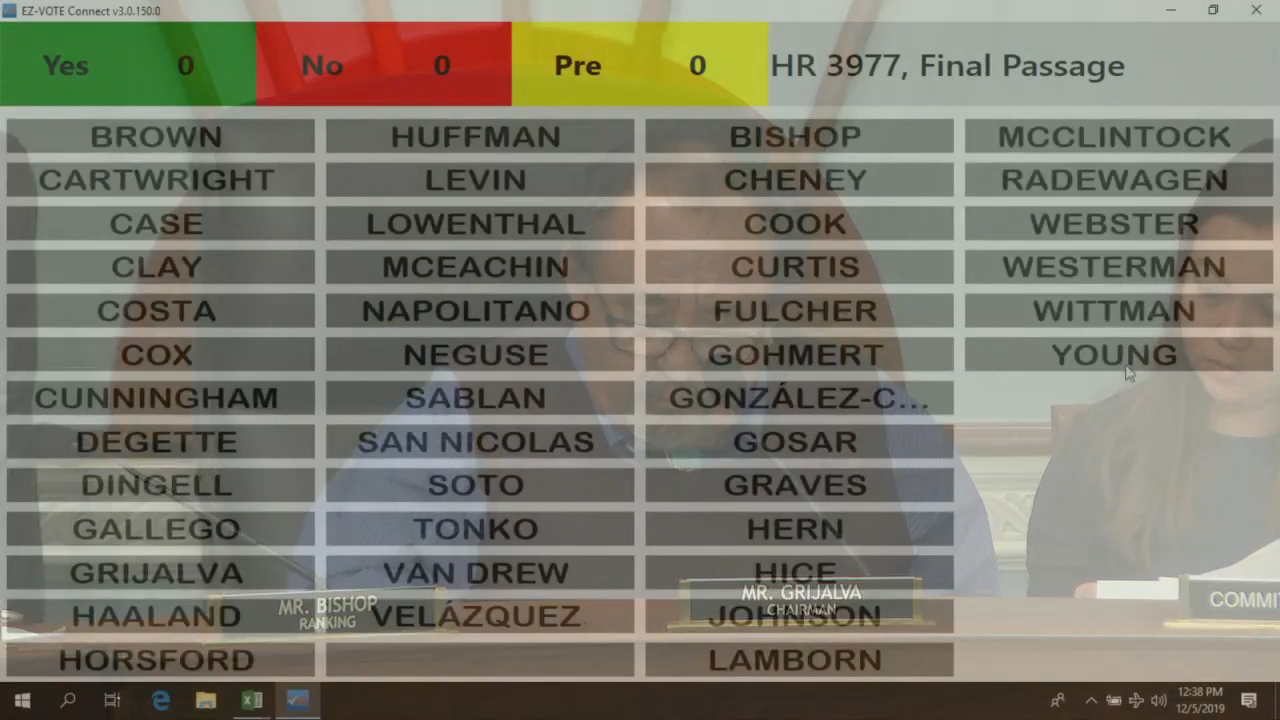 EZ-VOTE Connect v3.0.150.0
Yes 0 No 0 Pre 0 HR 3977, Final Passage
BROWN
CARTWRIGHT
CASE
CLAY
COSTA
COX
CUNNINGHAM
DEGETTE
DINGELL
GALLEGO
GRIJALVA
HAALAND
HORSFORD
HUFFMAN
LEVIN
LOWENTHAL
MCEACHIN
NAPOLITANO
NEGUSE
SABLAN
SAN NICOLAS
SOTO
TONKO
VAN DREW
VELÁZQUEZ
BISHOP
CHENEY
COOK
CURTIS
FULCHER
GOHMERT
GONZÁLEZ-C...
GOSAR
GRAVES
HERN
HICE
JOHNSON
LAMBORN
MCCLINTOCK
RADEWAGEN
WEBSTER
WESTERMAN
WITTMAN
YOUNG
MR. BISHOP
RANKING
MR. GRIJALVA
CHAIRMAN
COMMI
12:38 PM
12/5/2019